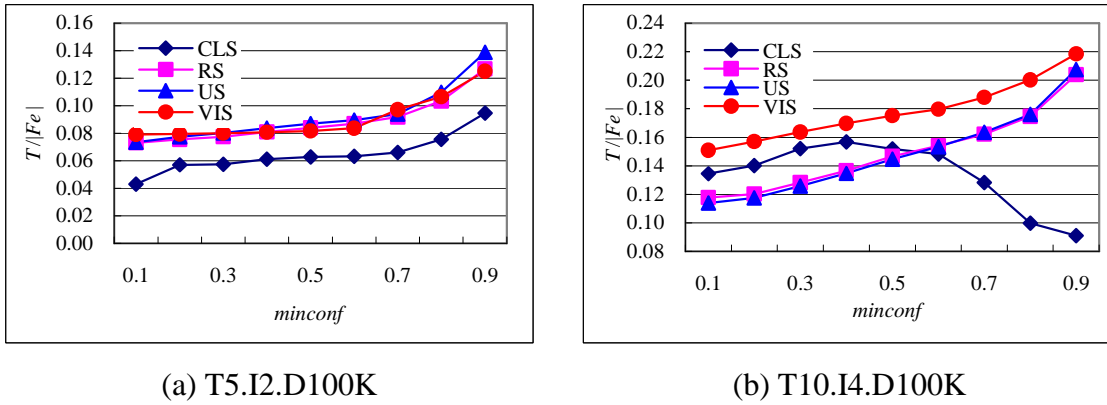 0.16
0.14
0.12
0.10
0.08
0.06
0.04
0.02
0.00
T/|Fe|
CLS
RS
US
VIS
0.1 0.3 0.5 0.7 0.9
minconf
(a) T5.I2.D100K
0.24
0.22
0.20
0.18
0.16
0.14
0.12
0.10
0.08
T/|Fe|
CLS
RS
US
VIS
0.1 0.3 0.5 0.7 0.9
minconf
(b) T10.I4.D100K